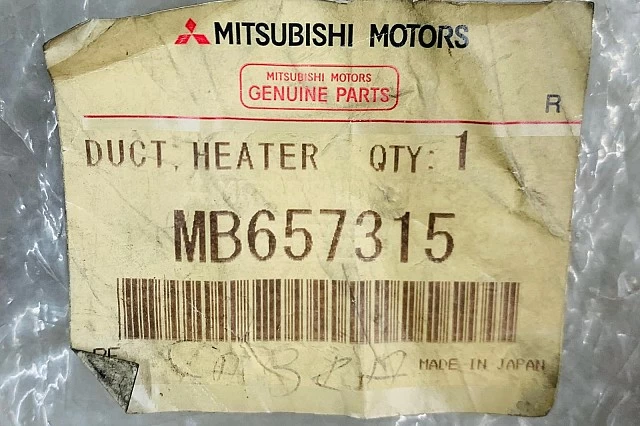 MITSUBISHI MOTORS
MITSUBISHI MOTORS
GENUINE PARTS
R
DUCT, HEATER QTY: 1
MB657315
MADE IN JAPAN